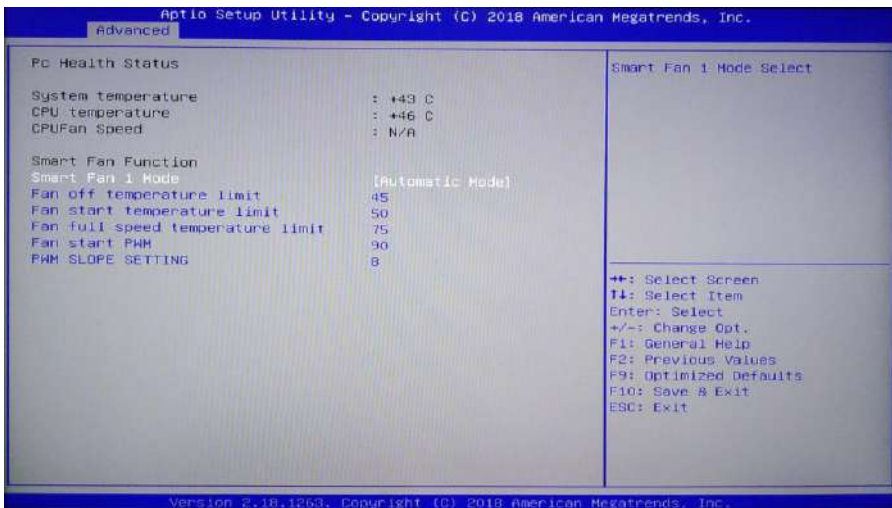 Aptio Setup Utility - Copyright (C) 2018 American Megatrends, Inc.
Advanced
Pc Health Status
System temperature : +43 C
CPU temperature : +46 C
CPUFan Speed : N/A
Smart Fan Function
Smart Fan 1 Mode [Automatic Mode]
Fan off temperature limit 45
Fan start temperature limit 50
Fan full speed temperature limit 75
Fan start PWM 90
PWM SLOPE SETTING 8
Smart Fan 1 Mode Select
→←: Select Screen
↑↓: Select Item
Enter: Select
+/-: Change Opt.
F1: General Help
F2: Previous Values
F9: Optimized Defaults
F10: Save & Exit
ESC: Exit
Version 2.18.1263. Copyright (C) 2018 American Megatrends, Inc.